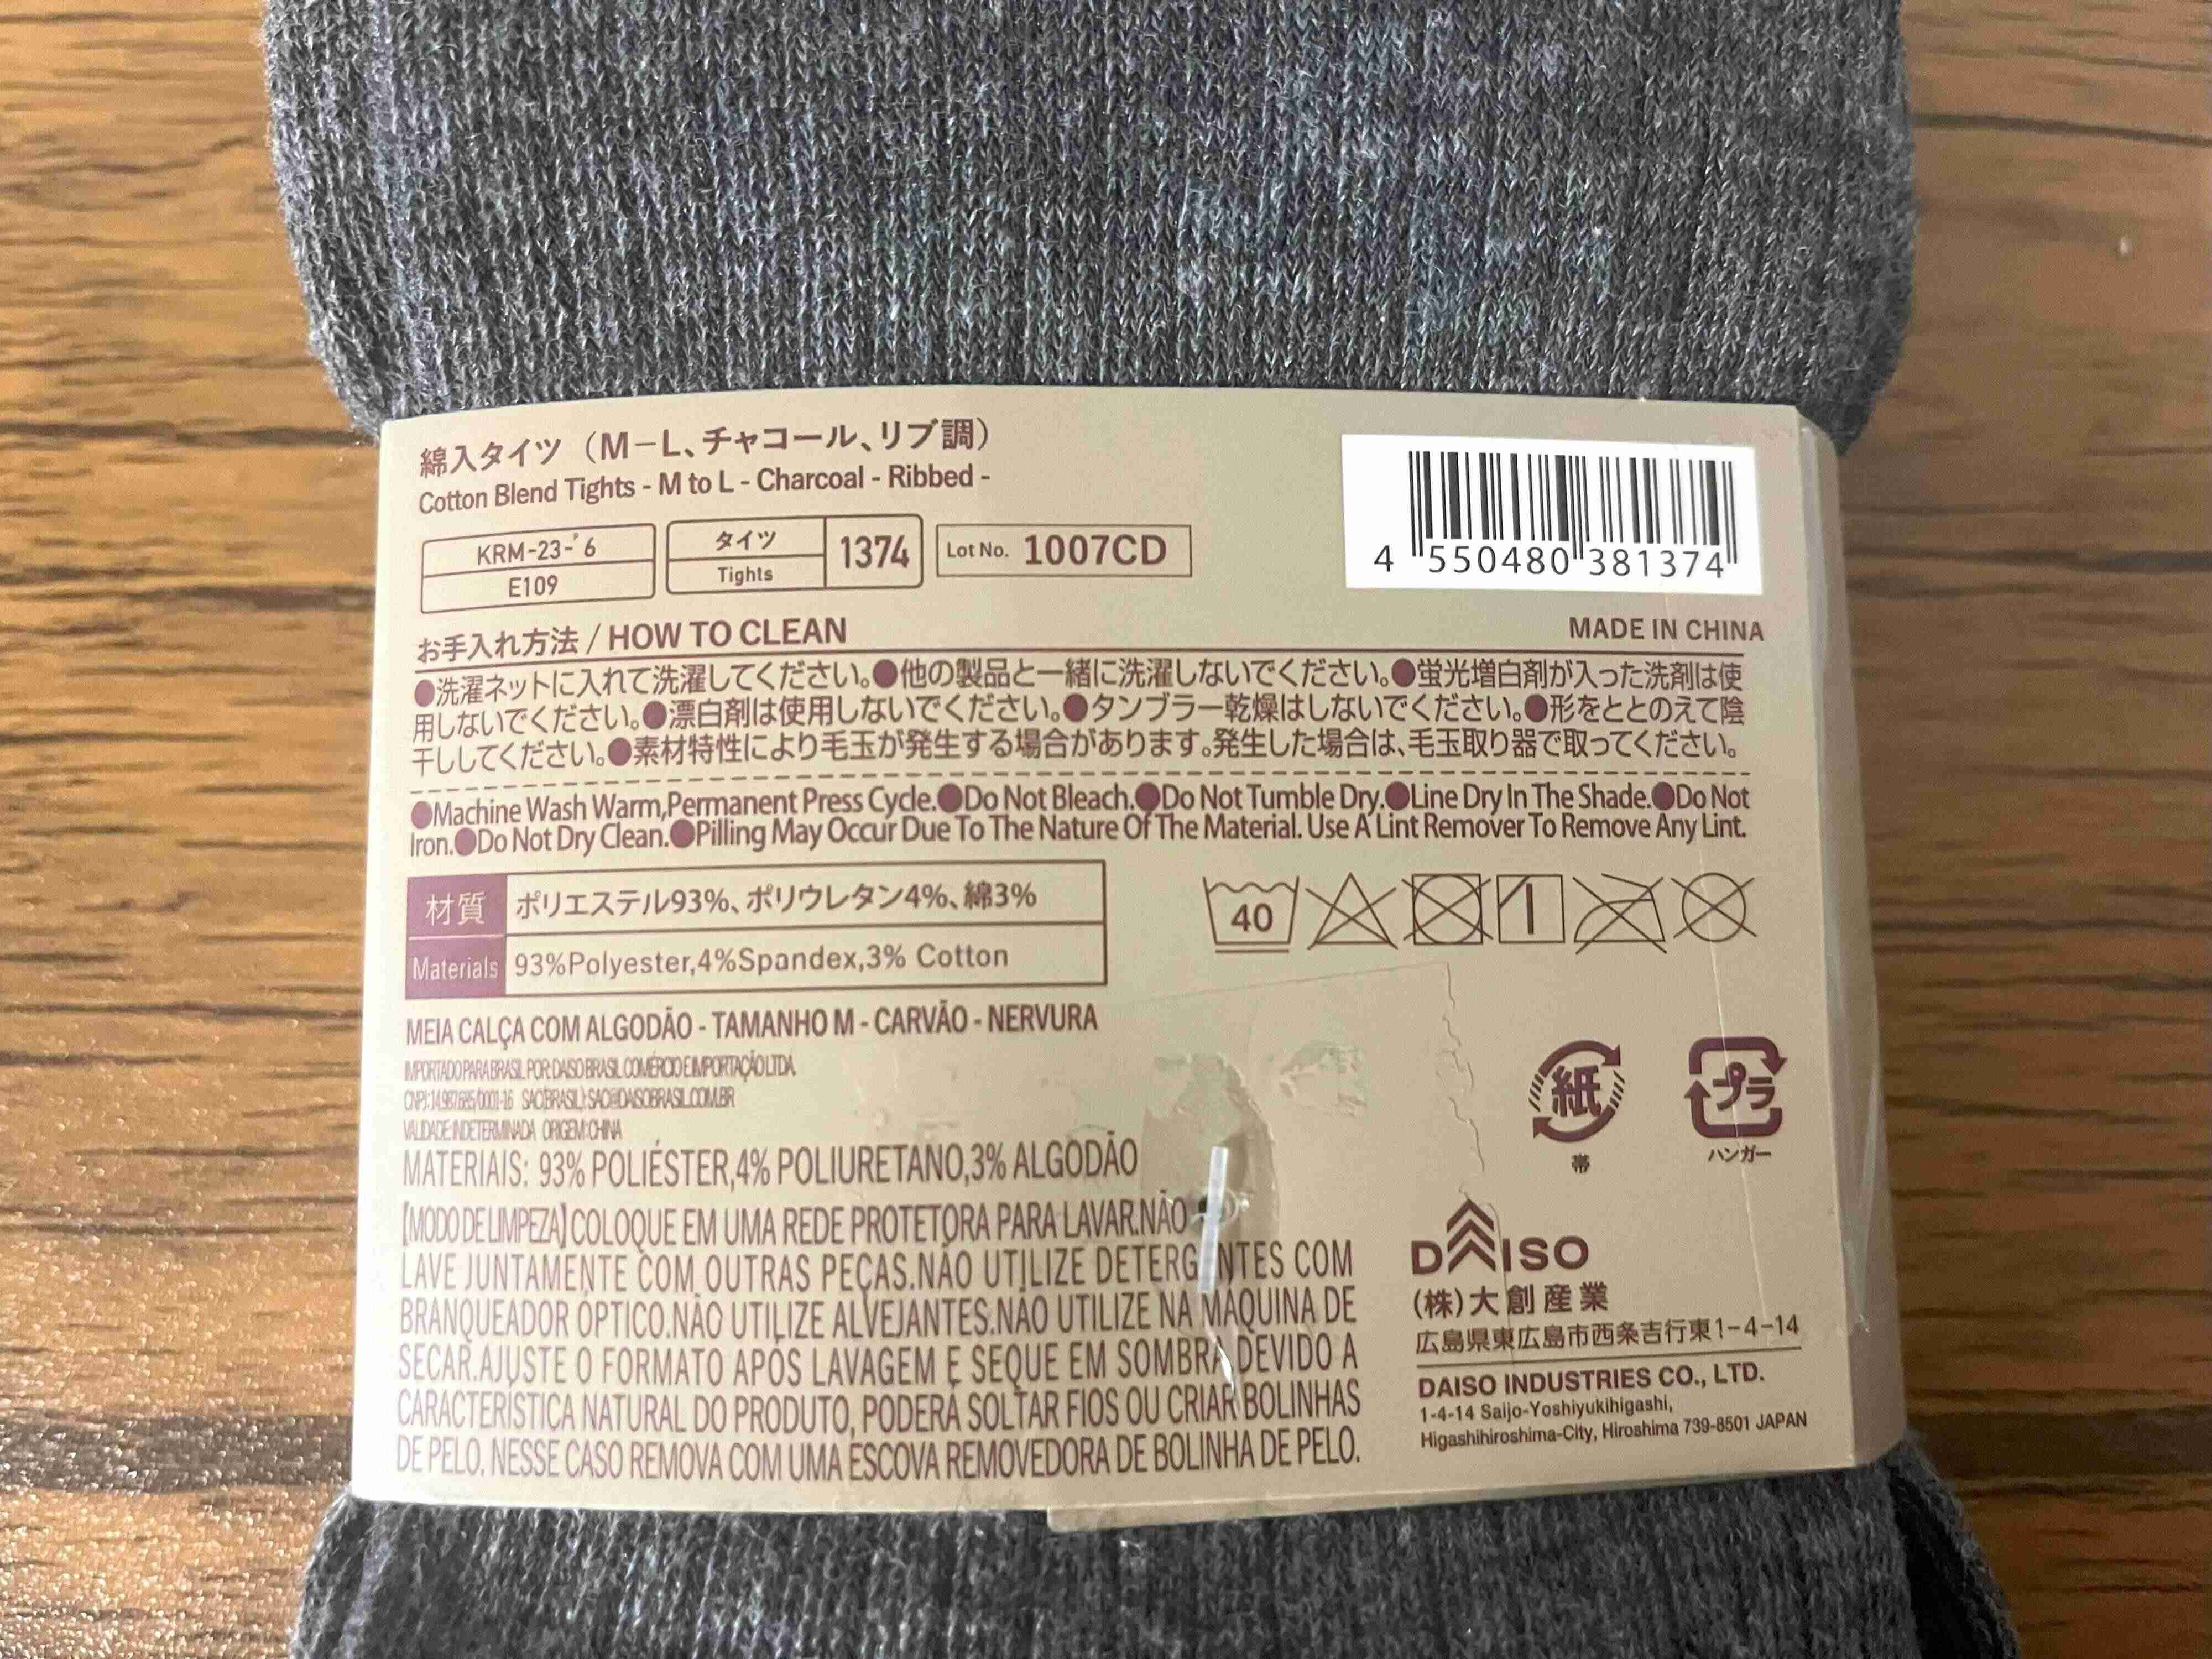 綿入タイツ（M－L、チャコール、リブ調）
Cotton Blend Tights - M to L - Charcoal - Ribbed -
KRM-23-’6
E109
タイツ
Tights
1374
Lot No. 1007CD
4 550480 381374
お手入れ方法 / HOW TO CLEAN
MADE IN CHINA
●洗濯ネットに入れて洗濯してください。●他の製品と一緒に洗濯しないでください。●蛍光増白剤が入った洗剤は使
用しないでください。●漂白剤は使用しないでください。●タンブラー乾燥はしないでください。●形をととのえて陰
干ししてください。●素材特性により毛玉が発生する場合があります。発生した場合は、毛玉取り器で取ってください。
●Machine Wash Warm,Permanent Press Cycle.●Do Not Bleach.●Do Not Tumble Dry.●Line Dry In The Shade.●Do Not
Iron.●Do Not Dry Clean.●Pilling May Occur Due To The Nature Of The Material. Use A Lint Remover To Remove Any Lint.
材質 ポリエステル93%、ポリウレタン4%、綿3%
Materials 93%Polyester,4%Spandex,3% Cotton
40
MEIA CALÇA COM ALGODÃO - TAMANHO M - CARVÃO - NERVURA
IMPORTADO PARA BRASIL POR: DAISO BRASIL COMÉRCIO E IMPORTAÇÃO LTDA.
CNPJ:14.987.685/0001-16 SAC(BRASIL): SAC@DAISOBRASIL.COM.BR
VALIDADE:INDETERMINADA ORIGEM:CHINA
MATERIAIS: 93% POLIÉSTER,4% POLIURETANO,3% ALGODÃO
【MODO DE LIMPEZA】COLOQUE EM UMA REDE PROTETORA PARA LAVAR.NÃO
LAVE JUNTAMENTE COM OUTRAS PEÇAS.NÃO UTILIZE DETERGENTES COM
BRANQUEADOR ÓPTICO.NÃO UTILIZE ALVEJANTES.NÃO UTILIZE NA MÁQUINA DE
SECAR.AJUSTE O FORMATO APÓS LAVAGEM E SEQUE EM SOMBRA.DEVIDO A
CARACTERÍSTICA NATURAL DO PRODUTO, PODERÁ SOLTAR FIOS OU CRIAR BOLINHAS
DE PELO. NESSE CASO REMOVA COM UMA ESCOVA REMOVEDORA DE BOLINHA DE PELO.
紙
帯
プラ
ハンガー
DAISO
(株)大創産業
広島県東広島市西条吉行東1-4-14
DAISO INDUSTRIES CO., LTD.
1-4-14 Saijo-Yoshiyukihigashi,
Higashihiroshima-City, Hiroshima 739-8501 JAPAN